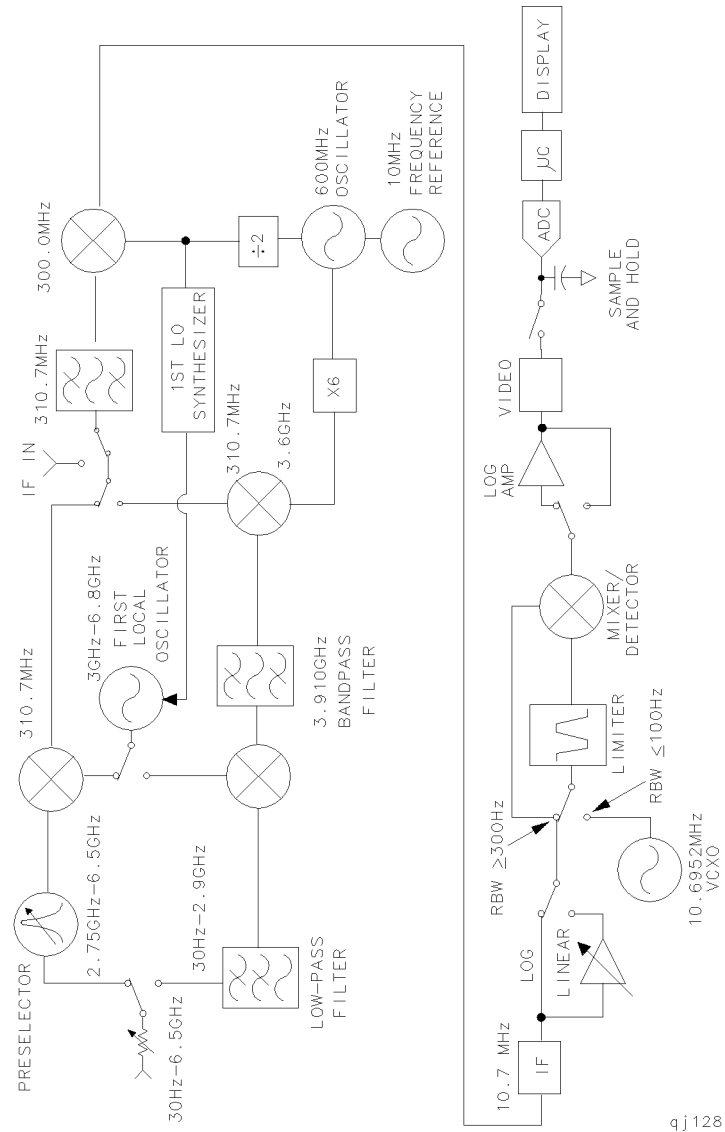 PRESELECTOR
2.75GHz-6.5GHz
30Hz-6.5GHz
30Hz-2.9GHz
LOW-PASS
FILTER
310.7MHz
3GHz-6.8GHz
FIRST
LOCAL
OSCILLATOR
3.910GHz
BANDPASS
FILTER
IF IN
310.7MHz
1ST LO
SYNTHESIZER
310.7MHz
3.6GHz
X6
300.0MHz
÷2
600MHz
OSCILLATOR
10MHz
FREQUENCY
REFERENCE
10.7 MHz
IF
LOG
LINEAR
RBW ≥300Hz
RBW ≤100Hz
10.6952MHz
VCXO
LIMITER
MIXER/
DETECTOR
LOG
AMP
VIDEO
SAMPLE
AND HOLD
ADC
μC
DISPLAY
qj128